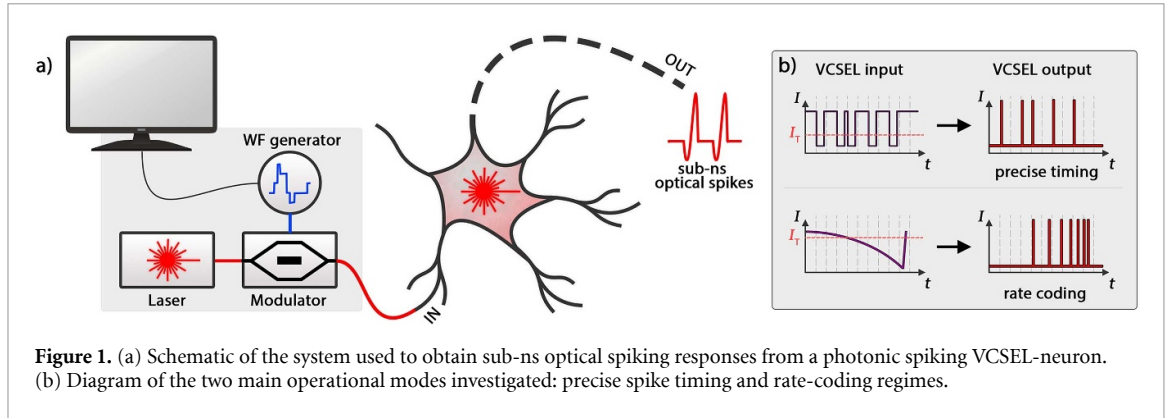 a)
WF generator
Laser
Modulator
IN
OUT
sub-ns
optical spikes
b)
VCSEL input
VCSEL output
I
I_T
t
I
t
precise timing
I
I_T
t
I
t
rate coding
Figure 1. (a) Schematic of the system used to obtain sub-ns optical spiking responses from a photonic spiking VCSEL-neuron.
(b) Diagram of the two main operational modes investigated: precise spike timing and rate-coding regimes.